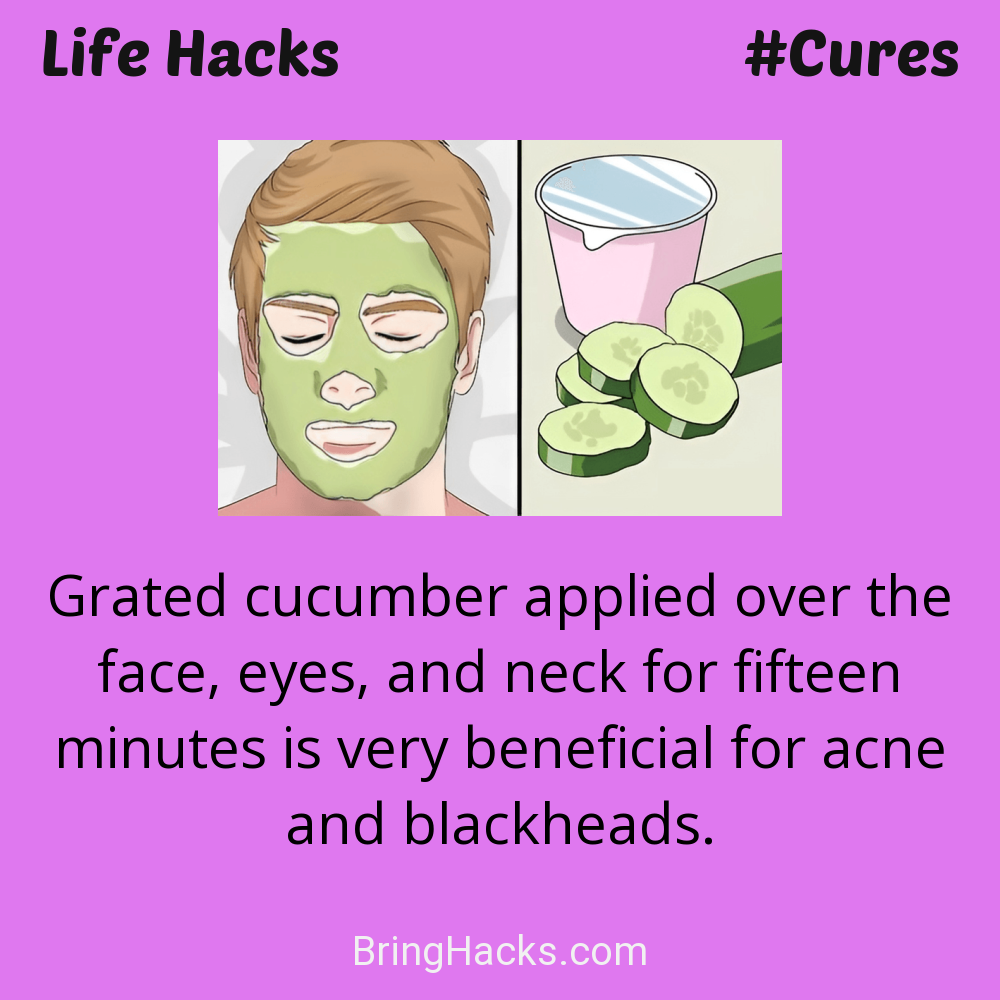 Life Hacks
#Cures
Grated cucumber applied over the
face, eyes, and neck for fifteen
minutes is very beneficial for acne
and blackheads.
BringHacks.com